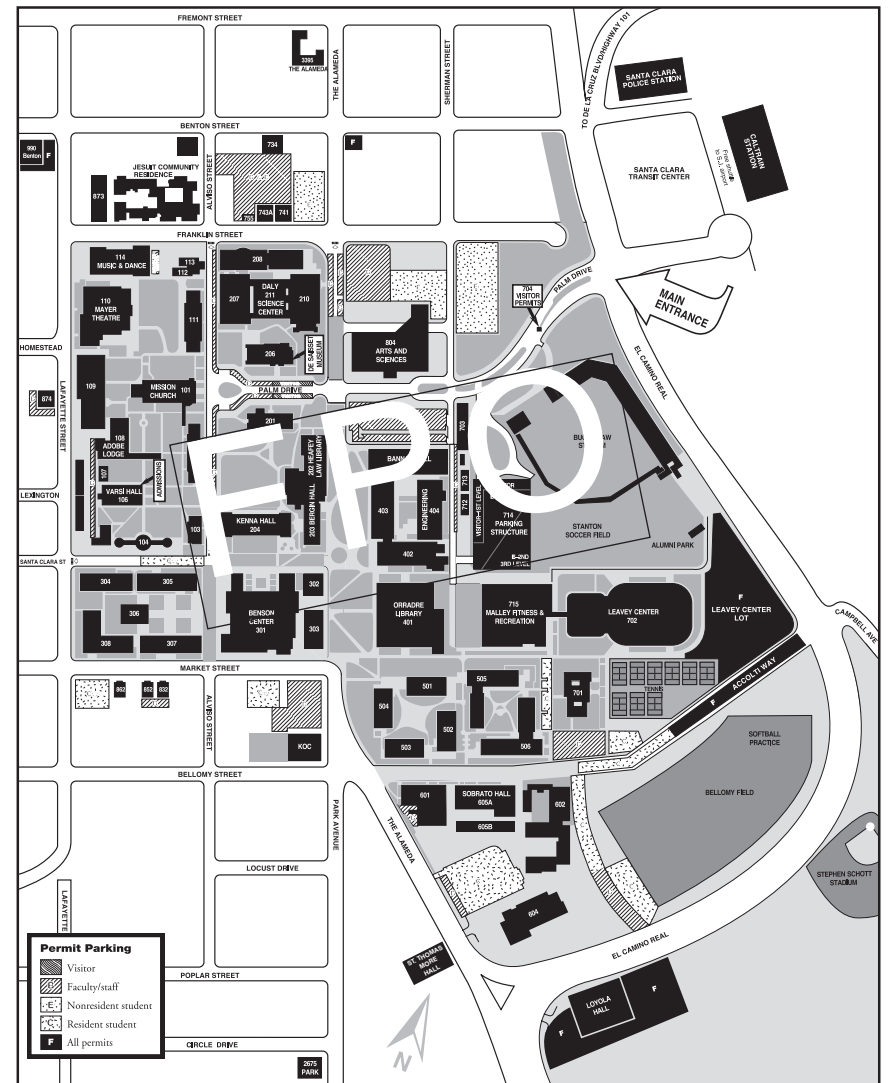 FREMONT STREET
3395
THE ALAMEDA
THE ALAMEDA
SHERMAN STREET
TO DE LA CRUZ BLVD/HIGHWAY 101
SANTA CLARA
POLICE STATION
CALTRAIN
STATION
Free shuttle
to S.J. airport
SANTA CLARA
TRANSIT CENTER
BENTON STREET
990
Benton
F
734
F
JESUIT COMMUNITY
RESIDENCE
ALVISO STREET
873
755
743A
741
FRANKLIN STREET
114
MUSIC & DANCE
113
112
208
110
MAYER
THEATRE
111
207
DALY
211
SCIENCE
CENTER
210
704
VISITOR
PERMITS
PALM DRIVE
MAIN
ENTRANCE
HOMESTEAD
206
DE SAISSET
MUSEUM
804
ARTS AND
SCIENCES
EL CAMINO REAL
LAFAYETTE STREET
874
109
MISSION
CHURCH
101
PALM DRIVE
FPO
201
703
108
ADOBE
LODGE
107
VARSI HALL
106
ADMISSIONS
202 HEAFEY
LAW LIBRARY
203 BERGIN HALL
LEXINGTON
KENNA HALL
204
103
104
403
ENGINEERING
404
402
713
712
VISITOR-1ST LEVEL
714
PARKING
STRUCTURE
3RD LEVEL
STANTON
SOCCER FIELD
ALUMNI PARK
SANTA CLARA ST
304
305
306
308
307
BENSON
CENTER
301
302
303
ORRADRE
LIBRARY
401
715
MALLEY FITNESS &
RECREATION
LEAVEY CENTER
702
F
LEAVEY CENTER
LOT
CAMPBELL AVE
MARKET STREET
862
852
832
ALVISO STREET
KOC
501
504
502
503
505
506
701
TENNIS
F
ACCOLTI WAY
SOFTBALL
PRACTICE
BELLOMY STREET
PARK AVENUE
THE ALAMEDA
601
SOBRATO HALL
605A
605B
602
BELLOMY FIELD
STEPHEN SCHOTT
STADIUM
LOCUST DRIVE
LAFAYETTE
604
EL CAMINO REAL
ST. THOMAS
MORE
HALL
POPLAR STREET
LOYOLA
HALL
F
F
N
CIRCLE DRIVE
2675
PARK
Permit Parking
Visitor
Faculty/staff
E Nonresident student
C Resident student
F All permits